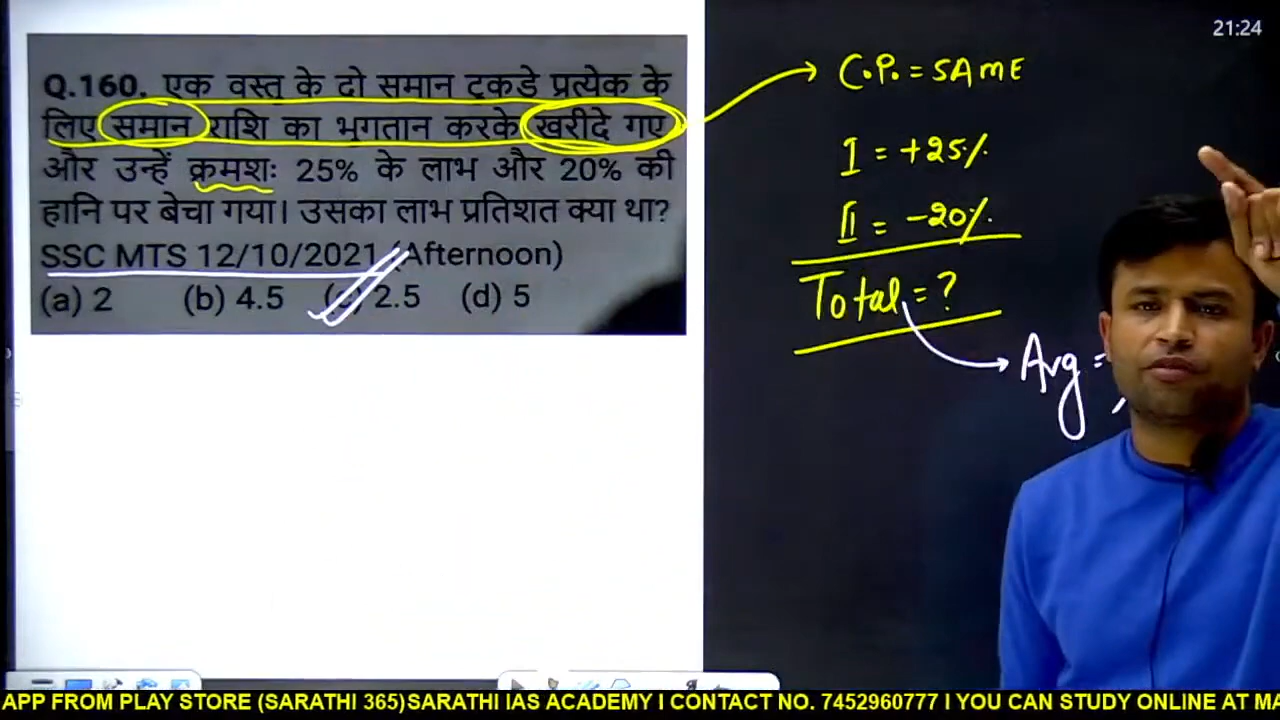 21:24
Q.160. एक वस्तु के दो समान टुकड़े प्रत्येक के
लिए समान राशि का भुगतान करके खरीदे गए
और उन्हें क्रमशः 25% के लाभ और 20% की
हानि पर बेचा गया। उसका लाभ प्रतिशत क्या था?
SSC MTS 12/10/2021 (Afternoon)
(a) 2 (b) 4.5 (c) 2.5 (d) 5
C.P. = SAME
I = +25%
II = -20%
Total = ?
Avg =
APP FROM PLAY STORE (SARATHI 365)SARATHI IAS ACADEMY I CONTACT NO. 7452960777 I YOU CAN STUDY ONLINE AT MA